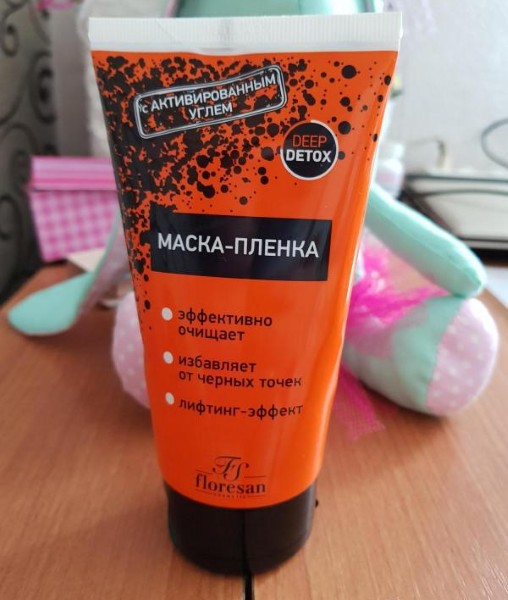 с АКТИВИРОВАННЫМ
УГЛЕМ
DEEP
DETOX
МАСКА-ПЛЕНКА
эффективно
очищает
избавляет
от черных точек
лифтинг-эффект
FS
floresan